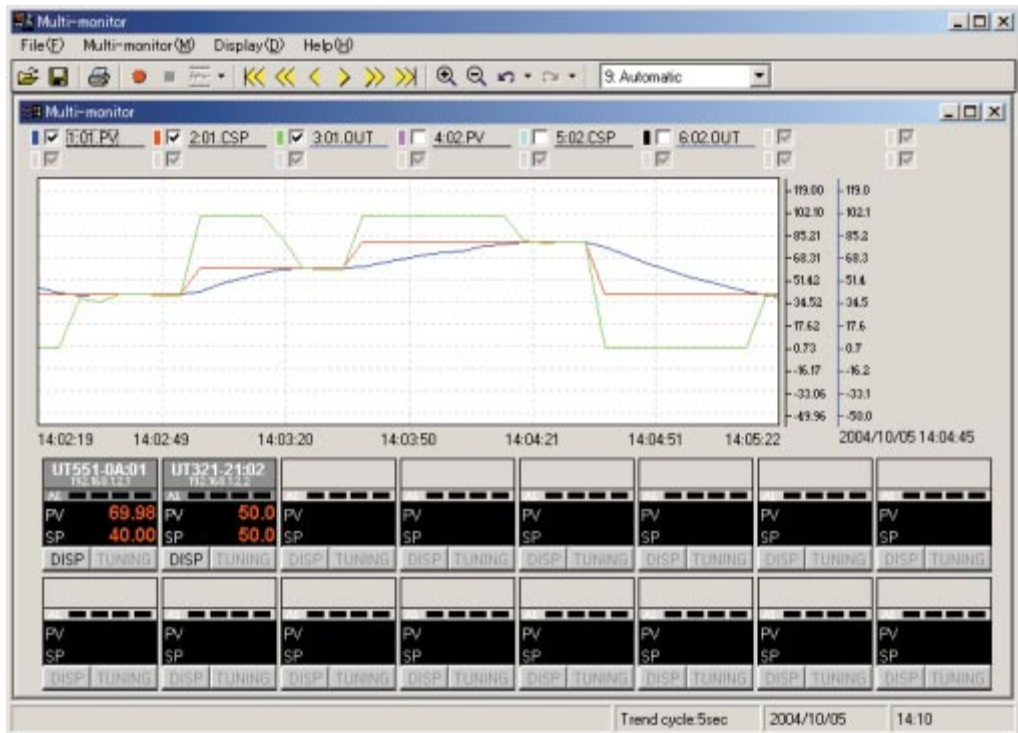 Multi-monitor
File(F) Multi-monitor(M) Display(D) Help(H)
9: Automatic
Multi-monitor
1:01.PV 2:01.CSP 3:01.OUT 4:02.PV 5:02.CSP 6:02.OUT
119.00 119.0
102.10 102.1
85.21 85.2
68.31 68.3
51.42 51.4
34.52 34.5
17.62 17.6
0.73 0.7
-16.17 -16.2
-33.06 -33.1
-49.96 -50.0
14:02:19 14:02:49 14:03:20 14:03:50 14:04:21 14:04:51 14:05:22 2004/10/05 14:04:45
UT551-0A:01 UT321-21:02
A1 A1
PV 69.98 PV 50.0 PV PV PV PV PV PV
SP 40.00 SP 50.0 SP SP SP SP SP SP
DISP TUNING DISP TUNING DISP TUNING DISP TUNING DISP TUNING DISP TUNING DISP TUNING DISP TUNING
PV PV PV PV PV PV PV PV
SP SP SP SP SP SP SP SP
DISP TUNING DISP TUNING DISP TUNING DISP TUNING DISP TUNING DISP TUNING DISP TUNING DISP TUNING
Trend cycle:5sec 2004/10/05 14:10